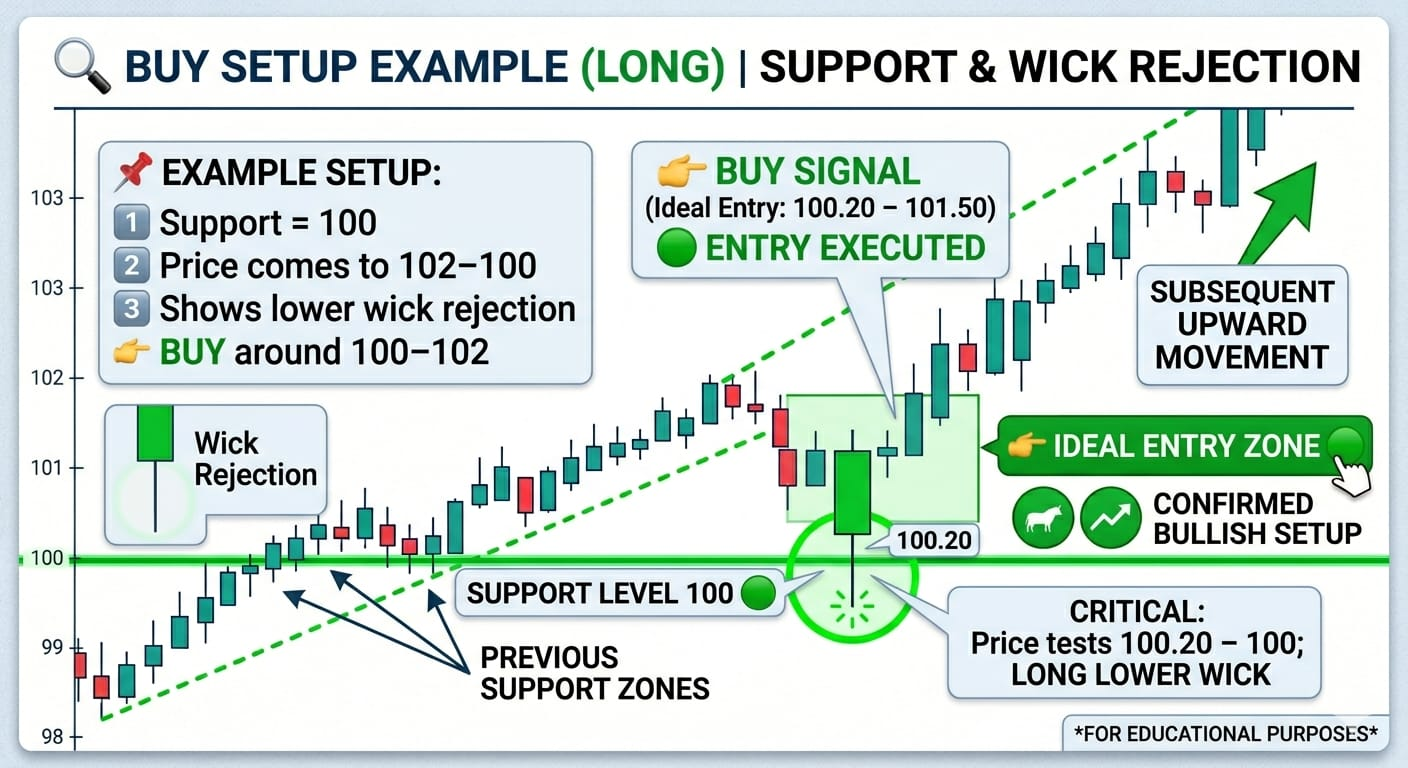 BUY SETUP EXAMPLE (LONG) | SUPPORT & WICK REJECTION
📌 EXAMPLE SETUP:
1 Support = 100
2 Price comes to 102–100
3 Shows lower wick rejection
👉 BUY around 100–102
👉 BUY SIGNAL
(Ideal Entry: 100.20 – 101.50)
ENTRY EXECUTED
SUBSEQUENT
UPWARD
MOVEMENT
Wick
Rejection
👉 IDEAL ENTRY ZONE
CONFIRMED
BULLISH SETUP
100.20
SUPPORT LEVEL 100
CRITICAL:
Price tests 100.20 – 100;
LONG LOWER WICK
PREVIOUS
SUPPORT ZONES
103
103
102
101
100
99
98
*FOR EDUCATIONAL PURPOSES*